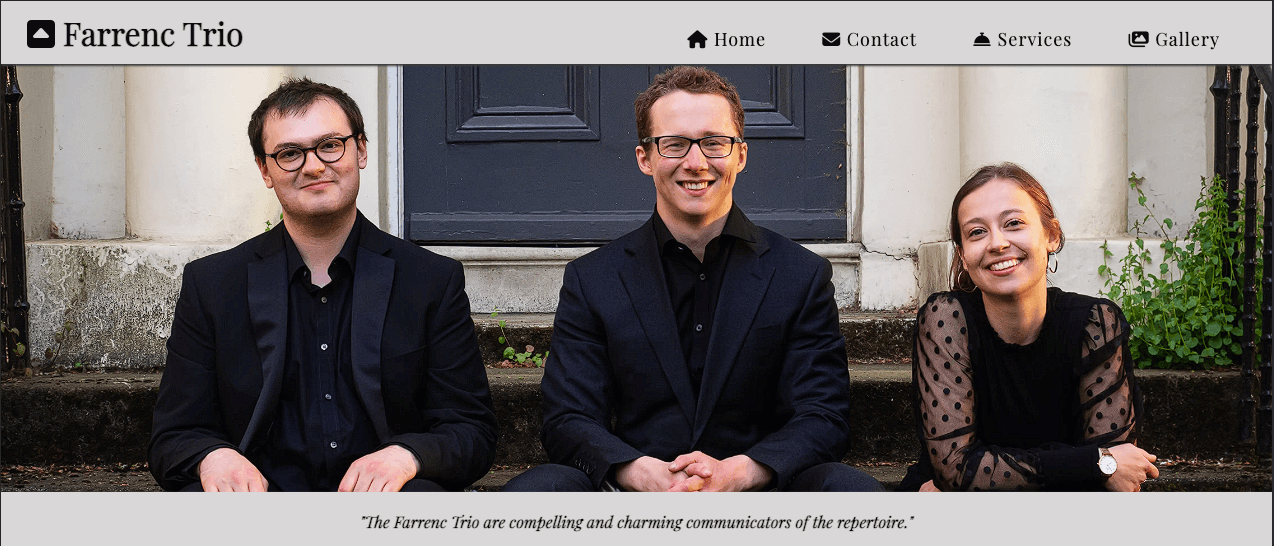 Farrenc Trio
Home Contact Services Gallery
"The Farrenc Trio are compelling and charming communicators of the repertoire."